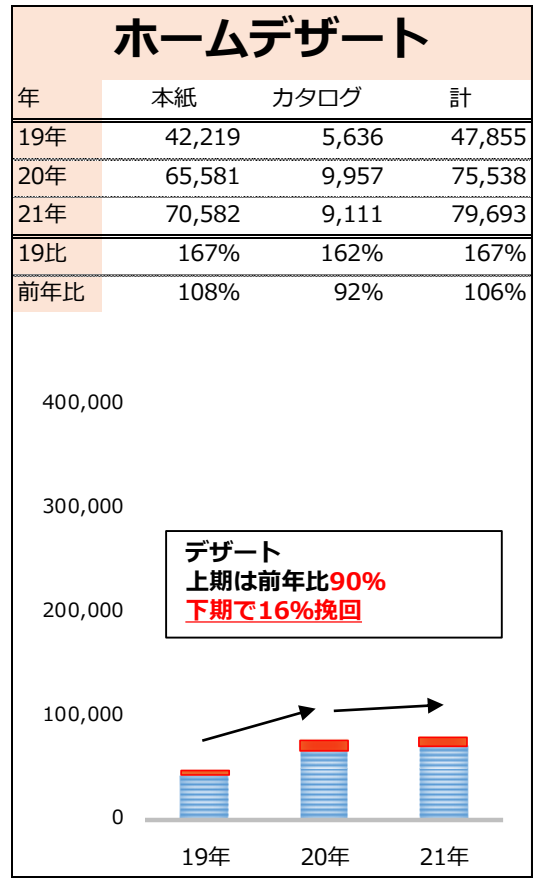 ホームデザート
年 本紙 カタログ 計
19年 42,219 5,636 47,855
20年 65,581 9,957 75,538
21年 70,582 9,111 79,693
19比 167% 162% 167%
前年比 108% 92% 106%
400,000
300,000
デザート
上期は前年比90%
下期で16%挽回
200,000
100,000
0
19年 20年 21年